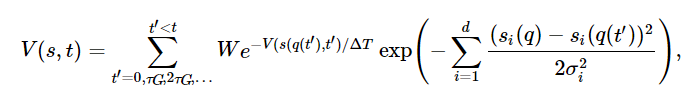 V(s,t) = \sum_{t'=0,\tau_G,2\tau_G,\ldots}^{t'<t} W e^{-V(s(q(t'),t')/\Delta T} \exp\left(-\sum_{i=1}^{d} \frac{(s_i(q) - s_i(q(t'))^2}{2\sigma_i^2}\right),